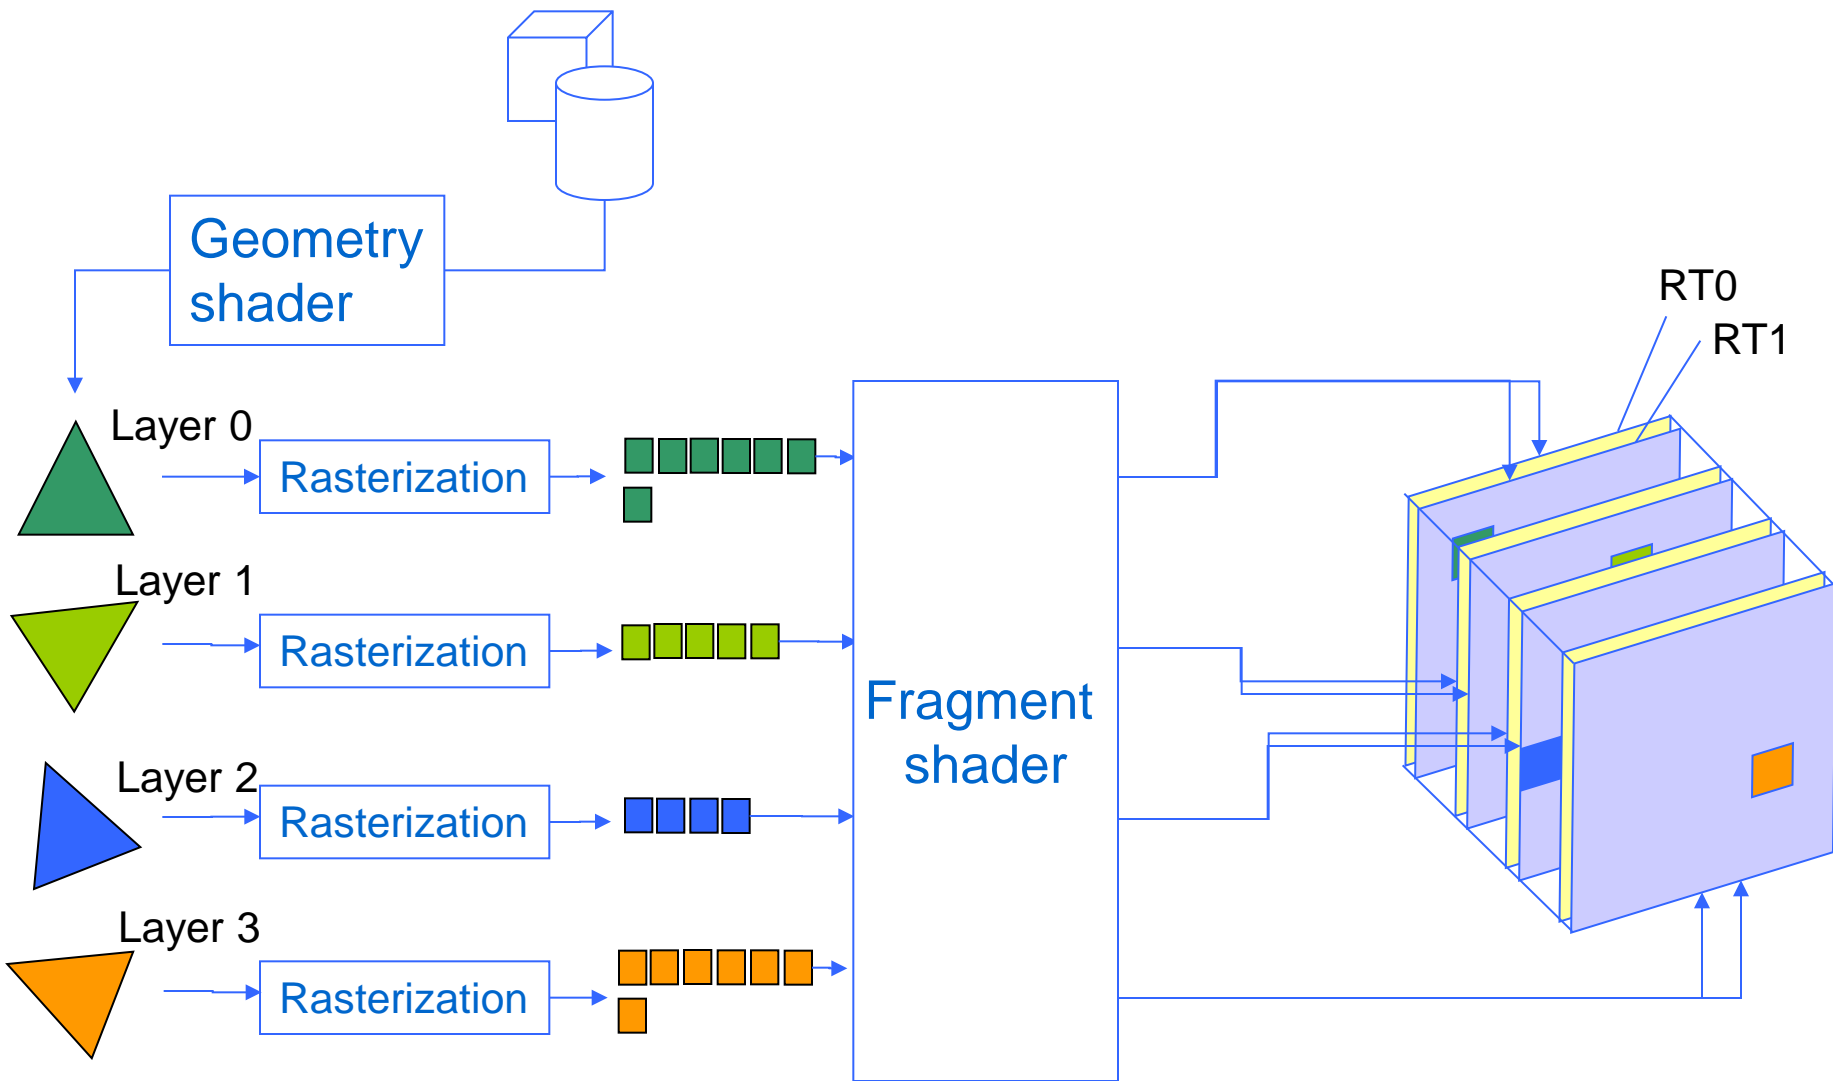 Geometry
shader
RT0
RT1
Layer 0
Rasterization
Layer 1
Rasterization
Fragment
shader
Layer 2
Rasterization
Layer 3
Rasterization